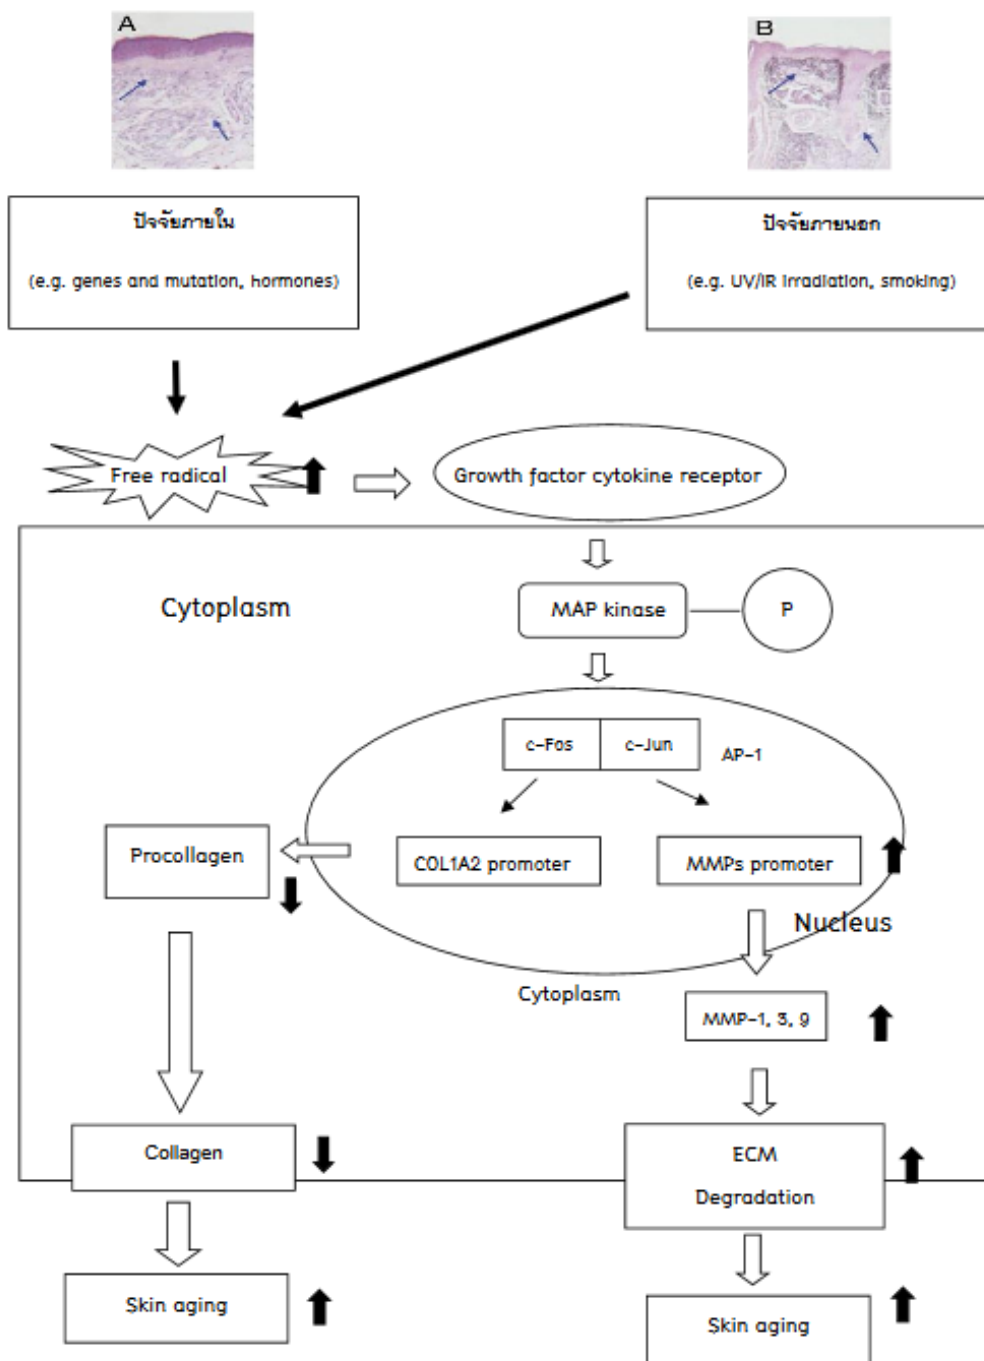 A
B
ปัจจัยภายใน
(e.g. genes and mutation, hormones)
ปัจจัยภายนอก
(e.g. UV/IR irradiation, smoking)
Free radical
Growth factor cytokine receptor
Cytoplasm
MAP kinase
P
c-Fos
c-Jun
AP-1
Procollagen
COL1A2 promoter
MMPs promoter
Nucleus
Cytoplasm
MMP-1, 3, 9
Collagen
ECM
Degradation
Skin aging
Skin aging